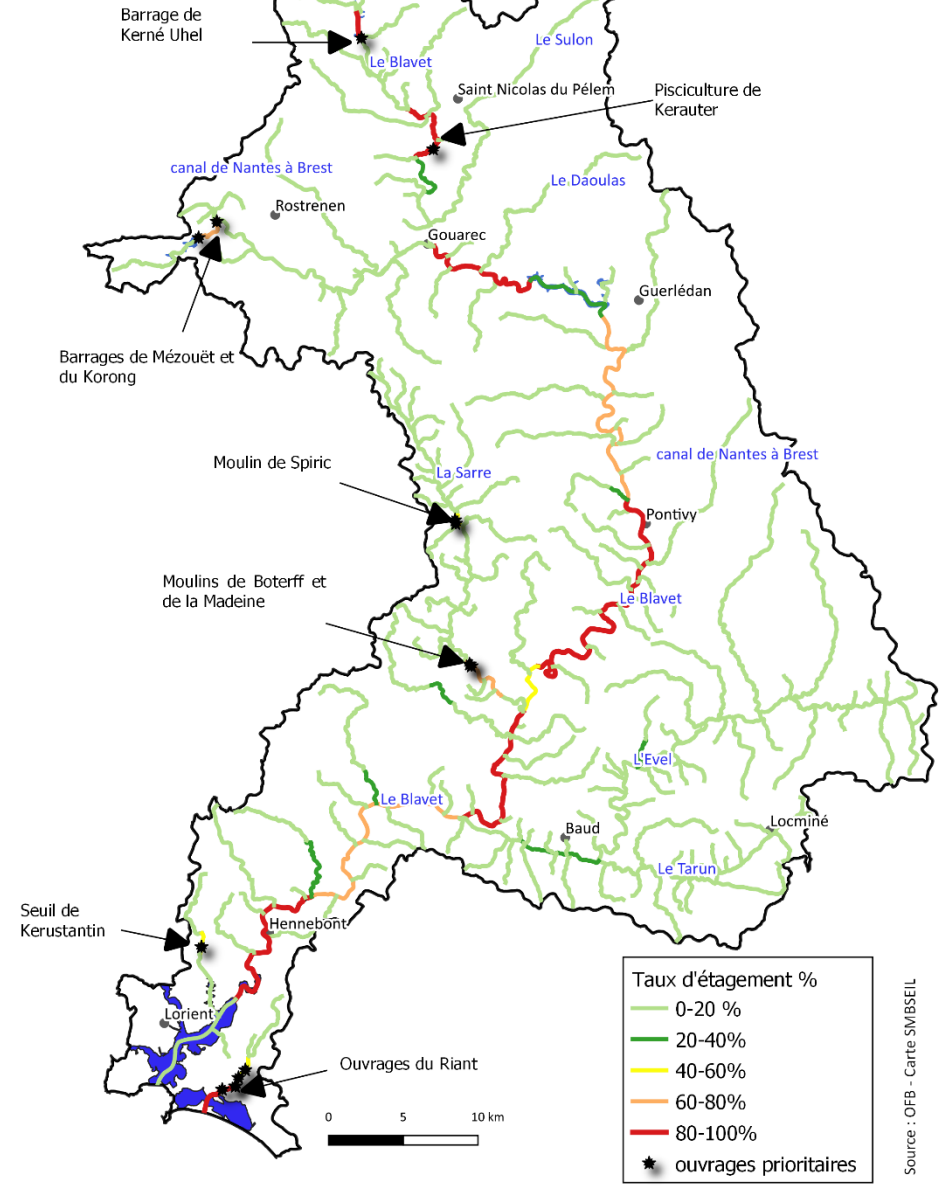 Barrage de
Kerné Uhel
Le Sulon
Le Blavet
Saint Nicolas du Pélem
Pisciculture de
Kerauter
canal de Nantes à Brest
Le Daoulas
Rostrenen
Gouarec
Guerlédan
Barrages de Mézouët et
du Korong
canal de Nantes à Brest
Moulin de Spiric
La Sarre
Pontivy
Moulins de Boterff et
de la Madeine
Le Blavet
L'Evel
Le Blavet
Baud
Locminé
Le Tarun
Seuil de
Kerustantin
Hennebont
Lorient
Ouvrages du Riant
0 5 10 km
Taux d'étagement %
0-20 %
20-40%
40-60%
60-80%
80-100%
ouvrages prioritaires
Source : OFB - Carte SMBSEIL